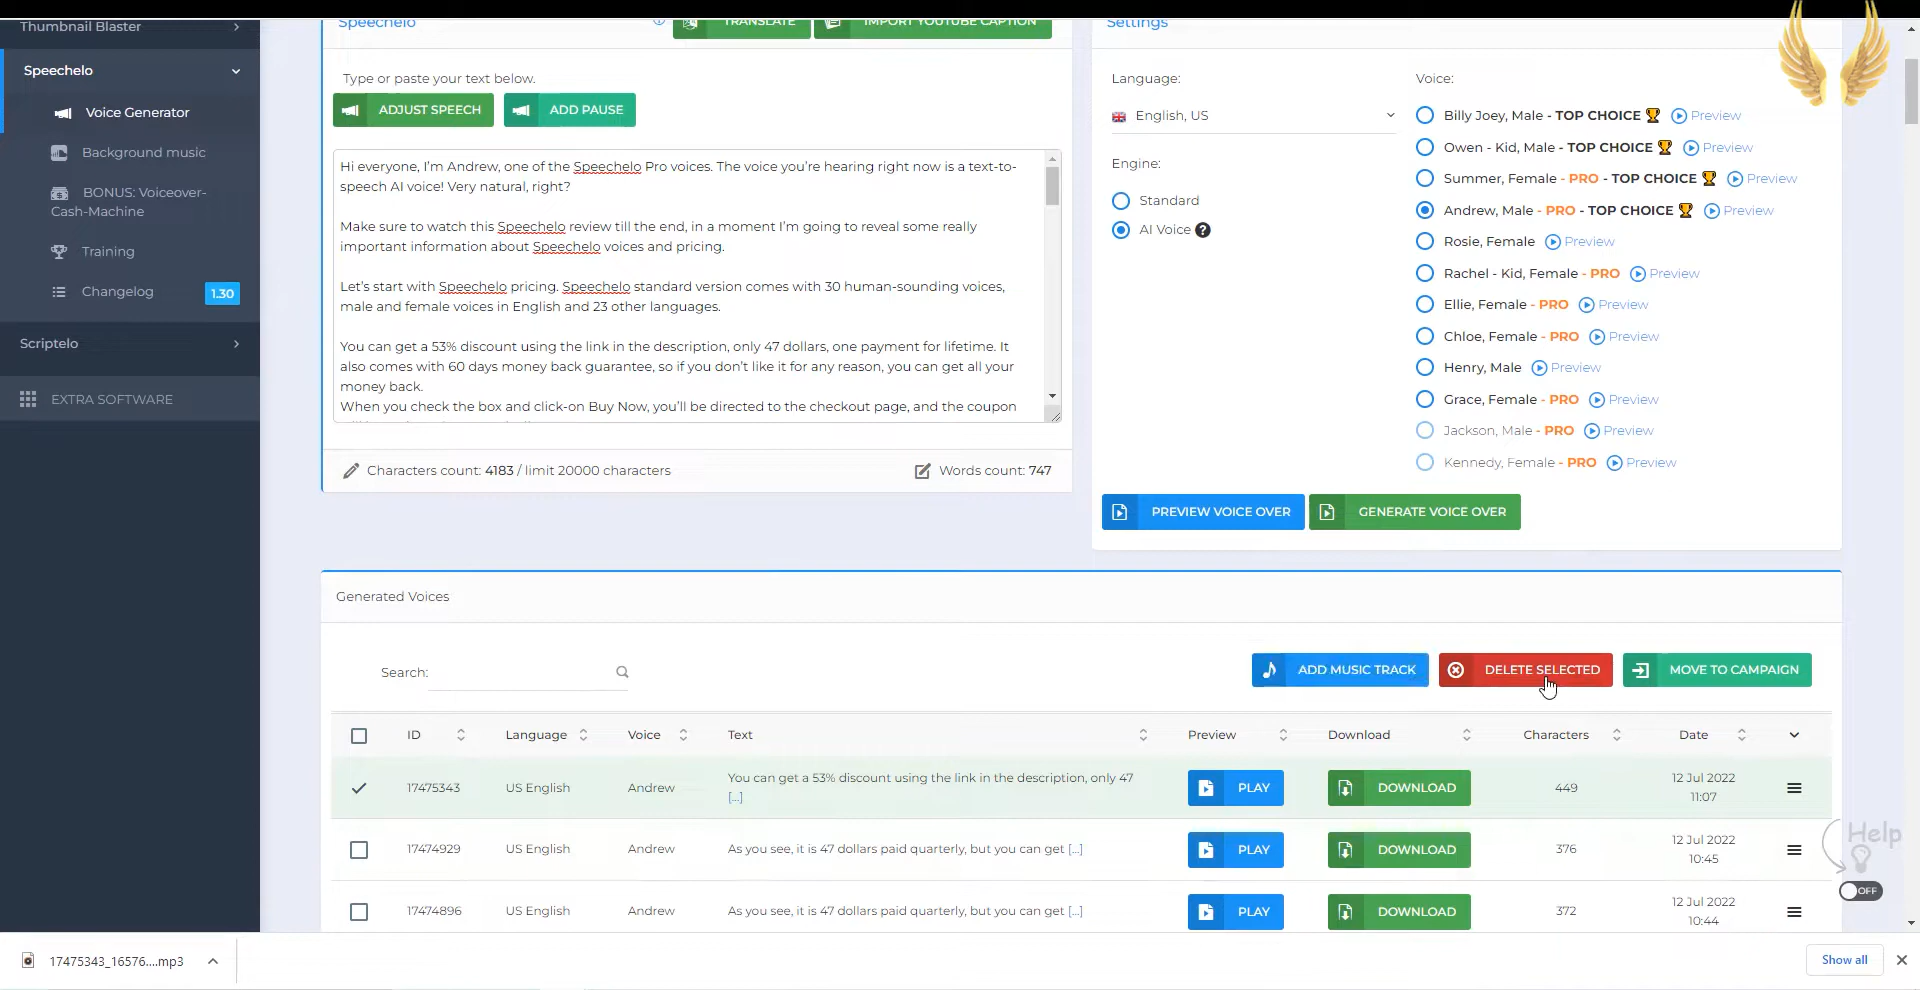 Thumbnail Blaster
Speechelo
Voice Generator
Background music
BONUS: Voiceover-
Cash-Machine
Training
Changelog
1.30
Scriptelo
EXTRA SOFTWARE
Speechelo
TRANSLATE
IMPORT YOUTUBE CAPTION
Type or paste your text below.
ADJUST SPEECH
ADD PAUSE
Hi everyone, I'm Andrew, one of the Speechelo Pro voices. The voice you're hearing right now is a text-to-
speech AI voice! Very natural, right?
Make sure to watch this Speechelo review till the end, in a moment I'm going to reveal some really
important information about Speechelo voices and pricing.
Let's start with Speechelo pricing. Speechelo standard version comes with 30 human-sounding voices,
male and female voices in English and 23 other languages.
You can get a 53% discount using the link in the description, only 47 dollars, one payment for lifetime. It
also comes with 60 days money back guarantee, so if you don't like it for any reason, you can get all your
money back.
When you check the box and click-on Buy Now, you'll be directed to the checkout page, and the coupon
Characters count: 4183 / limit 20000 characters
Words count: 747
Settings
Language:
English, US
Engine:
Standard
AI Voice ?
Voice:
Billy Joey, Male - TOP CHOICE Preview
Owen - Kid, Male - TOP CHOICE Preview
Summer, Female - PRO - TOP CHOICE Preview
Andrew, Male - PRO - TOP CHOICE Preview
Rosie, Female Preview
Rachel - Kid, Female - PRO Preview
Ellie, Female - PRO Preview
Chloe, Female - PRO Preview
Henry, Male Preview
Grace, Female - PRO Preview
Jackson, Male - PRO Preview
Kennedy, Female - PRO Preview
PREVIEW VOICE OVER
GENERATE VOICE OVER
Generated Voices
Search:
ADD MUSIC TRACK
DELETE SELECTED
MOVE TO CAMPAIGN
ID Language Voice Text Preview Download Characters Date
17475343 US English Andrew You can get a 53% discount using the link in the description, only 47 PLAY DOWNLOAD 449 12 Jul 2022
[...] 11:07
17474929 US English Andrew As you see, it is 47 dollars paid quarterly, but you can get [...] PLAY DOWNLOAD 376 12 Jul 2022
10:45
17474896 US English Andrew As you see, it is 47 dollars paid quarterly, but you can get [...] PLAY DOWNLOAD 372 12 Jul 2022
10:44
Help
OFF
17475343_16576....mp3
Show all